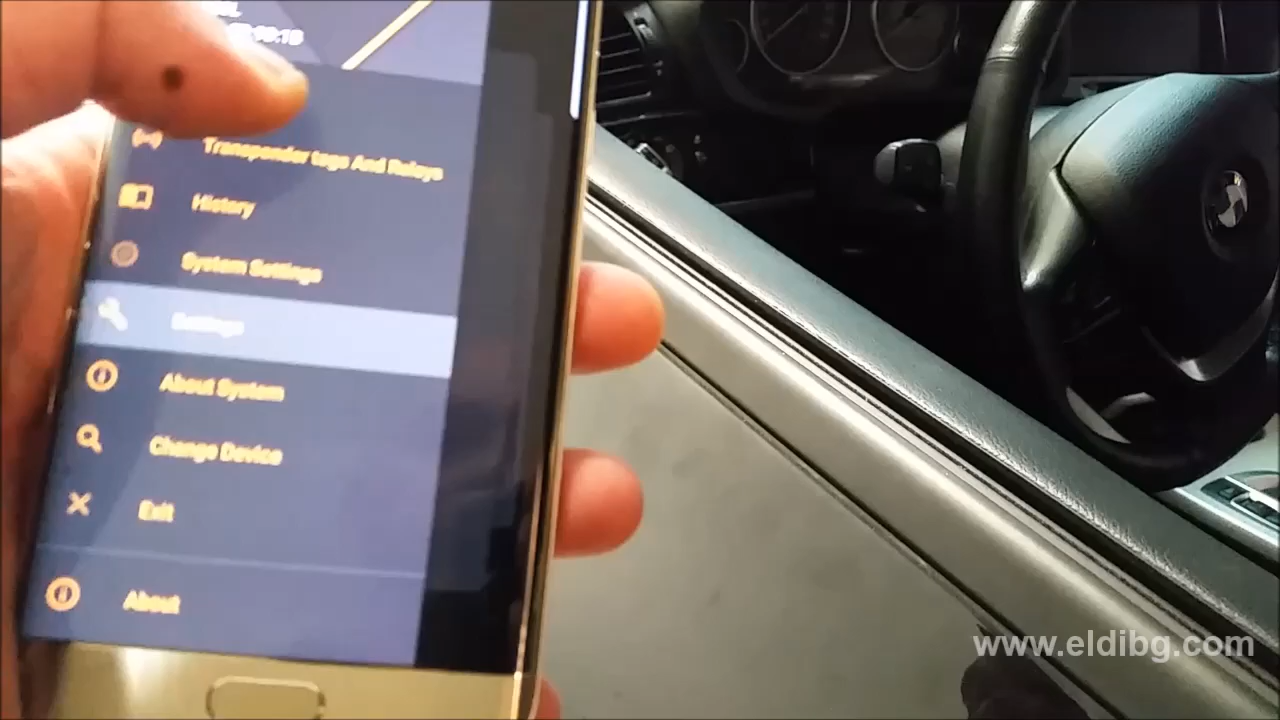 Transponder tags And Relays
History
System Settings
Settings
About System
Change Device
Exit
About
www.eldibg.com